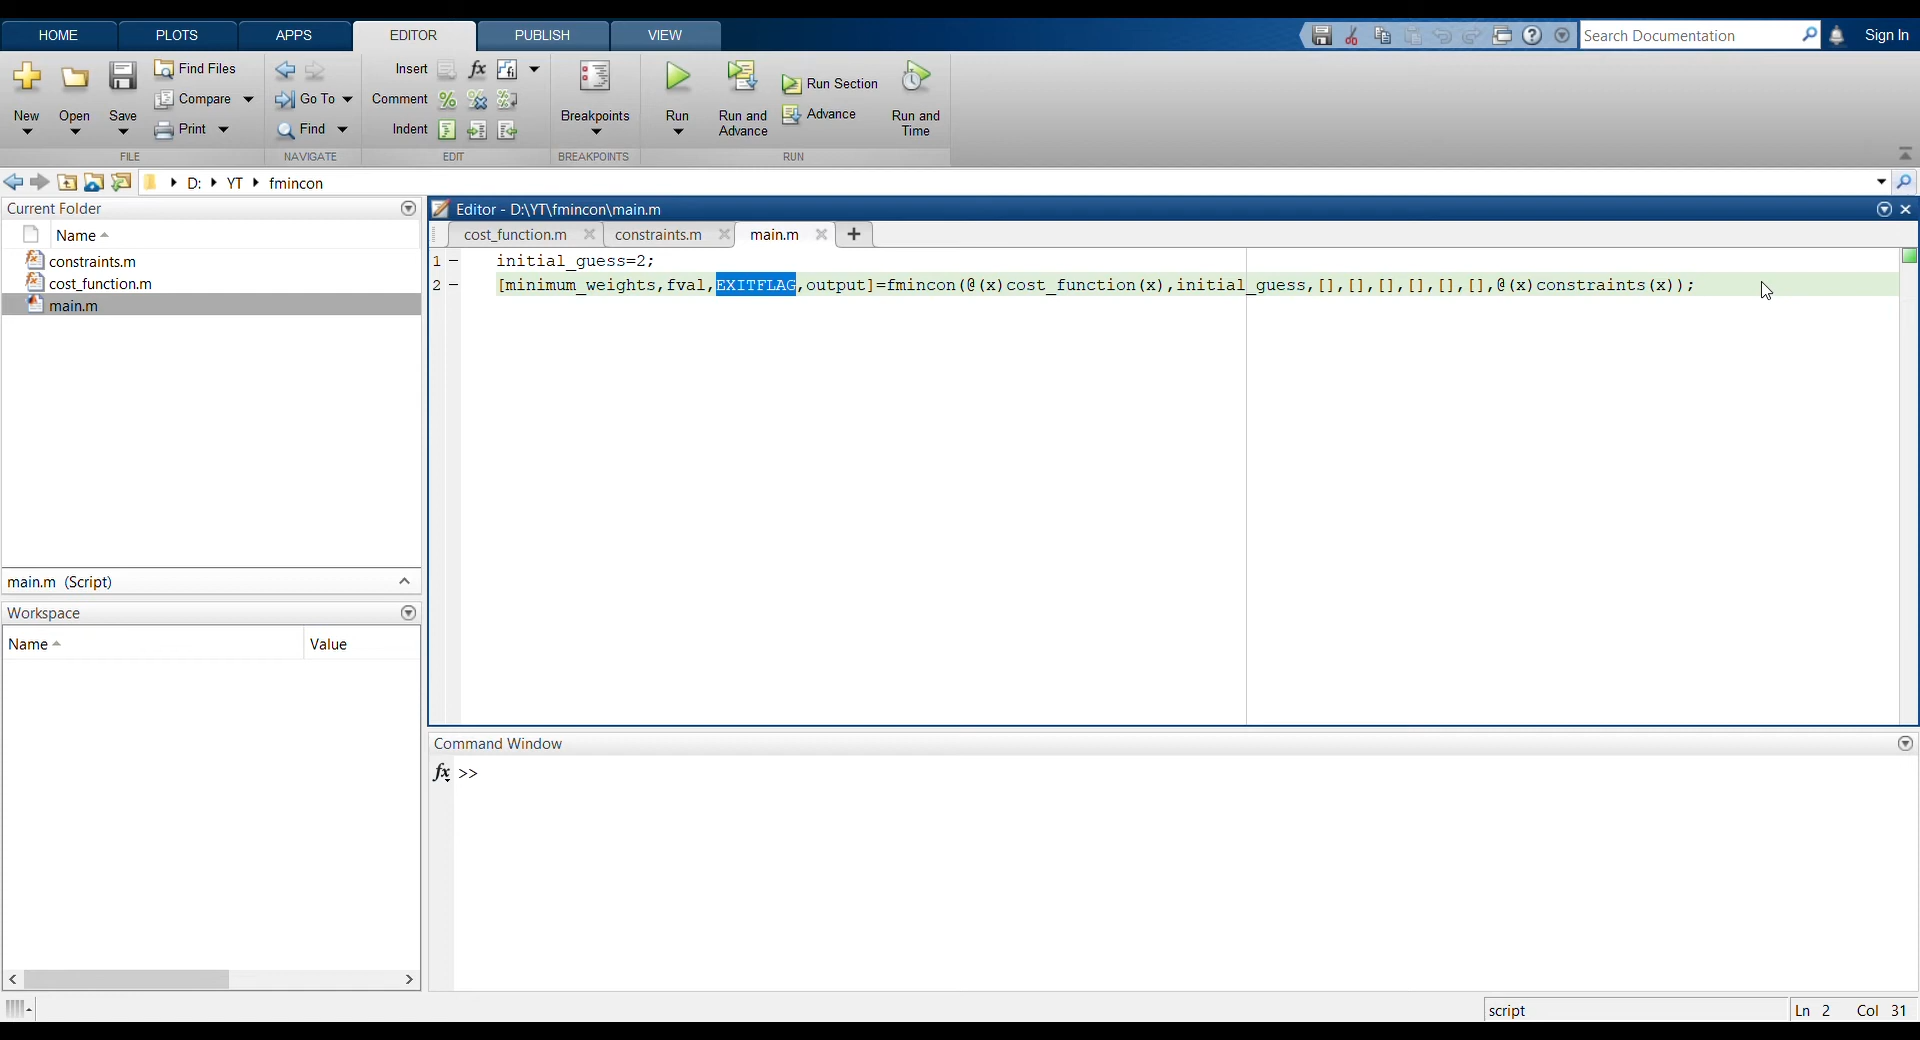 HOME PLOTS APPS EDITOR PUBLISH VIEW Search Documentation Sign In
New Open Save Find Files Compare Print
FILE
Go To Find
NAVIGATE
Insert fx fi
Comment % % %
Indent
EDIT
Breakpoints
BREAKPOINTS
Run Run and Advance Run Section Advance Run and Time
RUN
D: YT fmincon
Current Folder
Name
constraints.m
cost_function.m
main.m
main.m (Script)
Workspace
Name Value
Editor - D:\YT\fmincon\main.m
cost_function.m constraints.m main.m
1 - initial_guess=2;
2 - [minimum_weights,fval,EXITFLAG,output]=fmincon(@(x)cost_function(x),initial_guess,[],[],[],[],[],[],@(x)constraints(x));
Command Window
fx >>
script Ln 2 Col 31